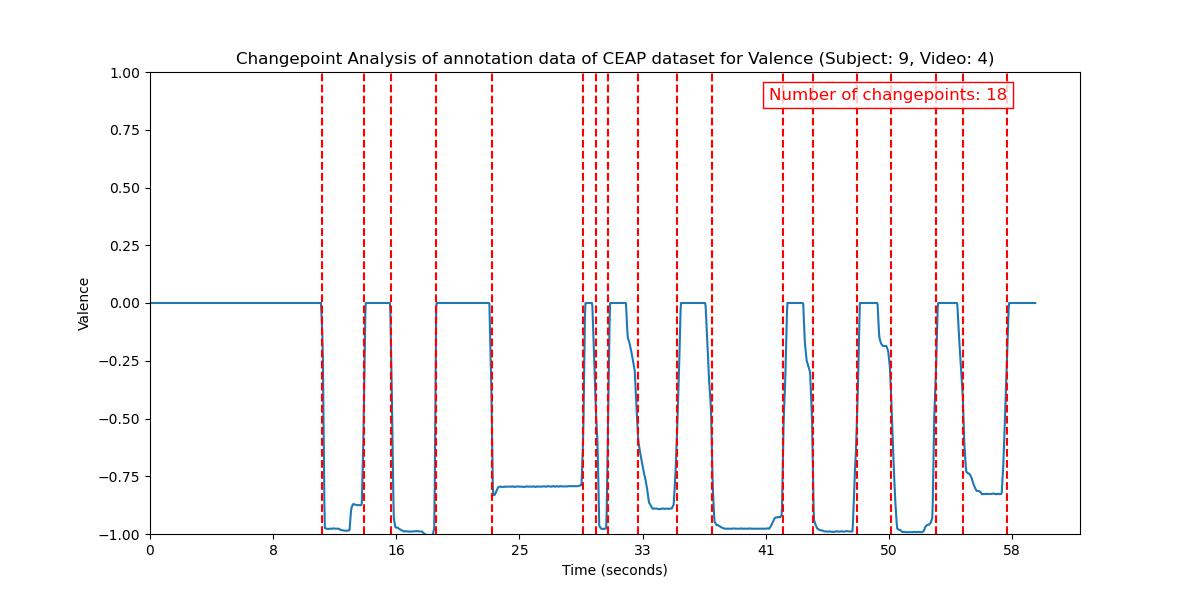 Changepoint Analysis of annotation data of CEAP dataset for Valence (Subject: 9, Video: 4)
Number of changepoints: 18
Valence
1.00
0.75
0.50
0.25
0.00
−0.25
−0.50
−0.75
−1.00
0 8 16 25 33 41 50 58
Time (seconds)